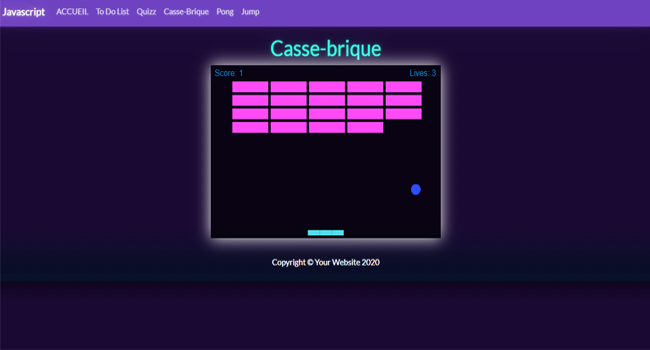 Javascript ACCUEIL To Do List Quizz Casse-Brique Pong Jump
Casse-brique
Score: 1 Lives: 3
Copyright © Your Website 2020